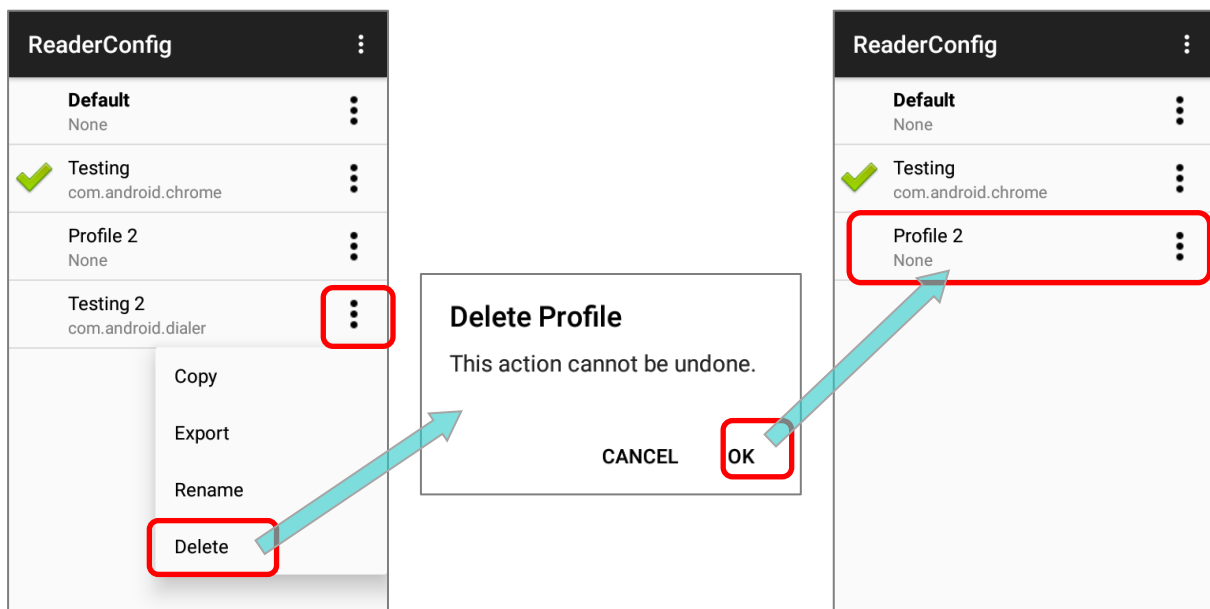 ReaderConfig
Default
None
Testing
com.android.chrome
Profile 2
None
Testing 2
com.android.dialer
Copy
Export
Rename
Delete
Delete Profile
This action cannot be undone.
CANCEL OK
ReaderConfig
Default
None
Testing
com.android.chrome
Profile 2
None